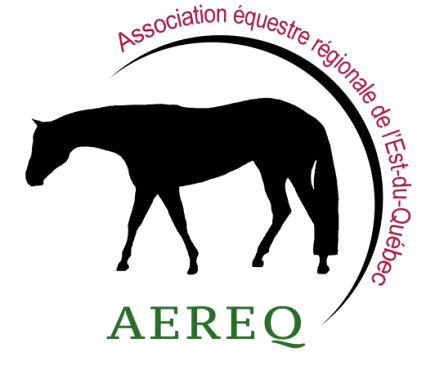 Association équestre régionale de l'Est-du-Québec
AEREQ